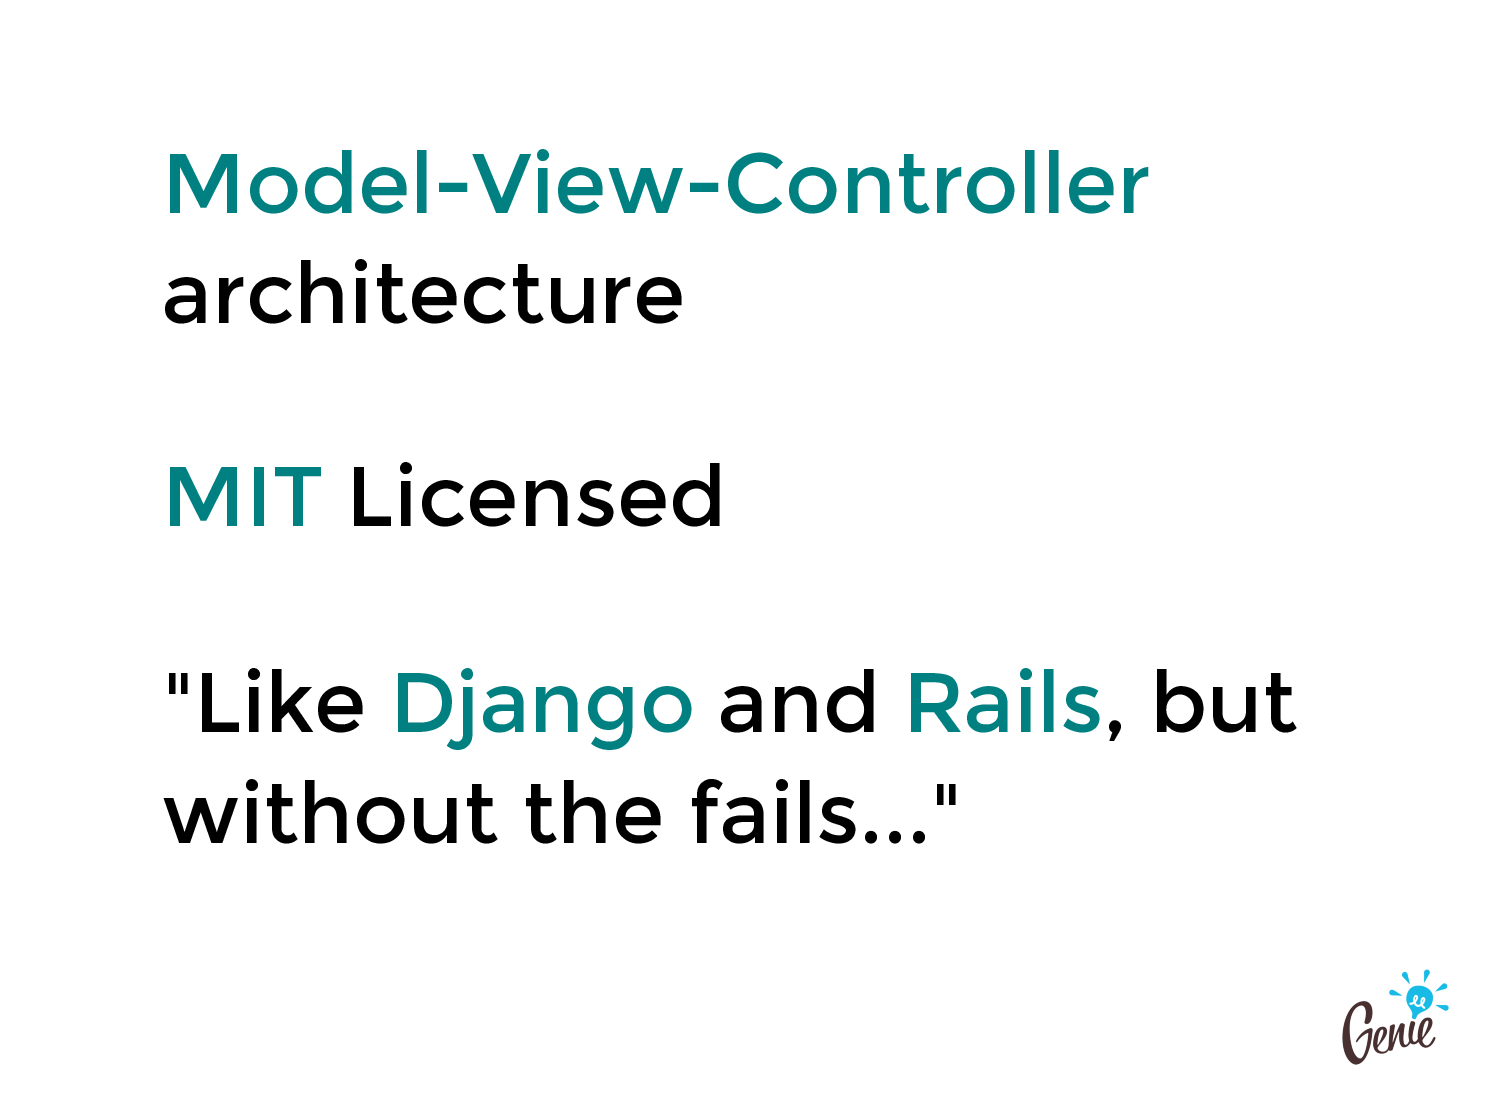 Model-View-Controller
architecture
MIT Licensed
"Like Django and Rails, but
without the fails..."
Genie